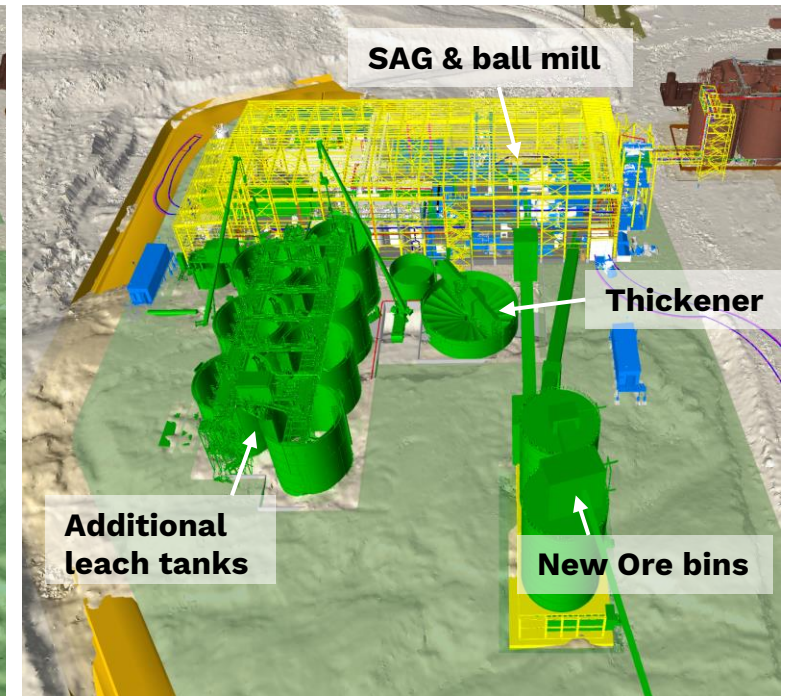 SAG & ball mill
Thickener
Additional
leach tanks
New Ore bins